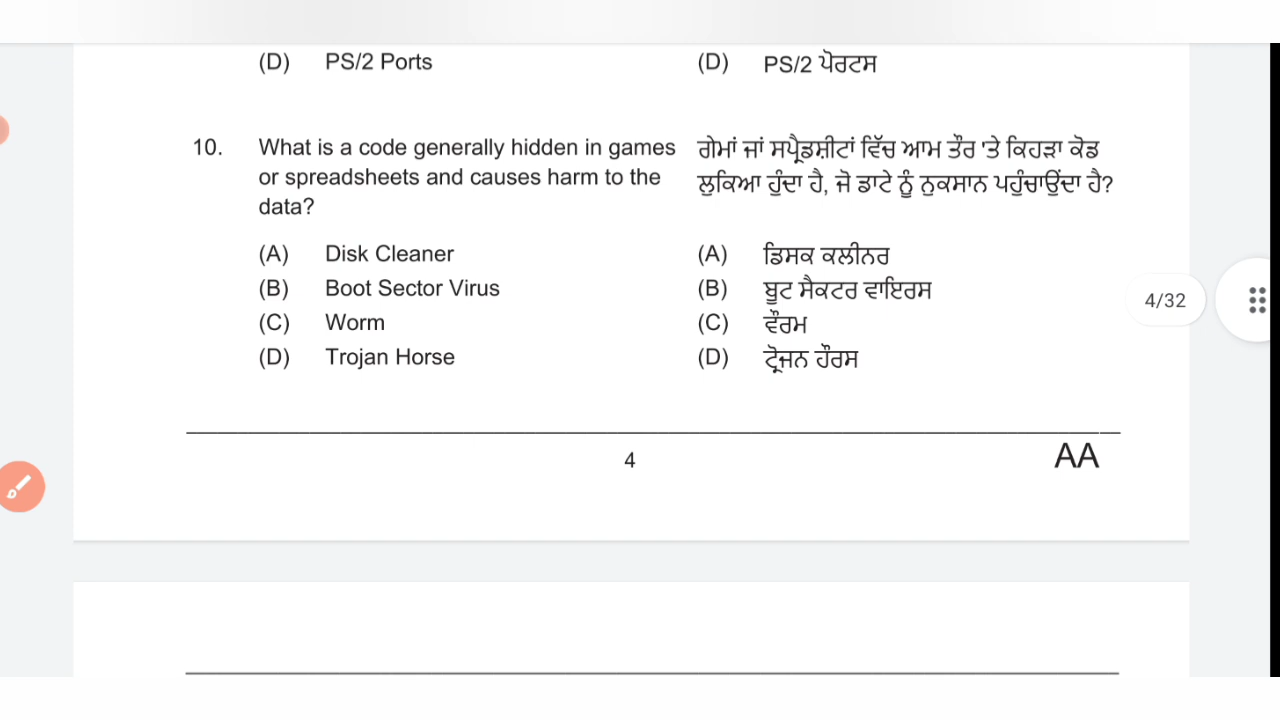 (D) PS/2 Ports
(D) PS/2 ਪੋਰਟਸ
10. What is a code generally hidden in games
or spreadsheets and causes harm to the
data?
ਗੇਮਾਂ ਜਾਂ ਸਪ੍ਰੈਡਸ਼ੀਟਾਂ ਵਿੱਚ ਆਮ ਤੌਰ 'ਤੇ ਕਿਹੜਾ ਕੋਡ
ਲੁਕਿਆ ਹੁੰਦਾ ਹੈ, ਜੋ ਡਾਟੇ ਨੂੰ ਨੁਕਸਾਨ ਪਹੁੰਚਾਉਂਦਾ ਹੈ?
(A) Disk Cleaner
(B) Boot Sector Virus
(C) Worm
(D) Trojan Horse
(A) ਡਿਸਕ ਕਲੀਨਰ
(B) ਬੂਟ ਸੈਕਟਰ ਵਾਇਰਸ
(C) ਵੌਰਮ
(D) ਟ੍ਰੋਜਨ ਹੌਰਸ
4/32
4
AA